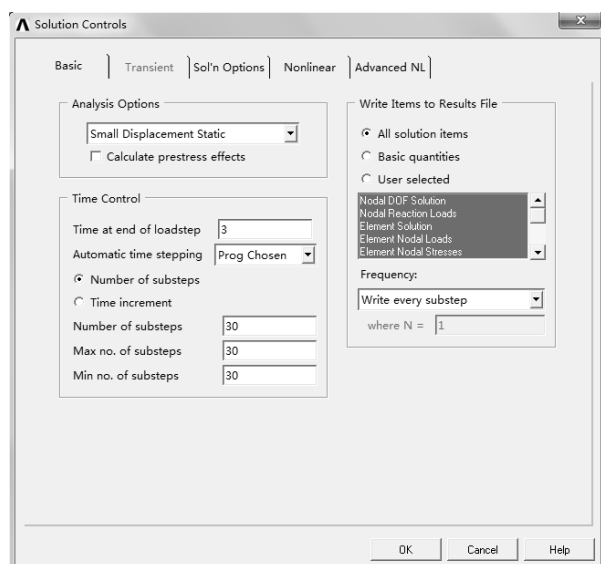 Solution Controls
Basic
Transient
Sol'n Options
Nonlinear
Advanced NL
Analysis Options
Small Displacement Static
Calculate prestress effects
Time Control
Time at end of loadstep 3
Automatic time stepping Prog Chosen
Number of substeps
Time increment
Number of substeps 30
Max no. of substeps 30
Min no. of substeps 30
Write Items to Results File
All solution items
Basic quantities
User selected
Nodal DOF Solution
Nodal Reaction Loads
Element Solution
Element Nodal Loads
Element Nodal Stresses
Frequency:
Write every substep
where N = 1
OK
Cancel
Help